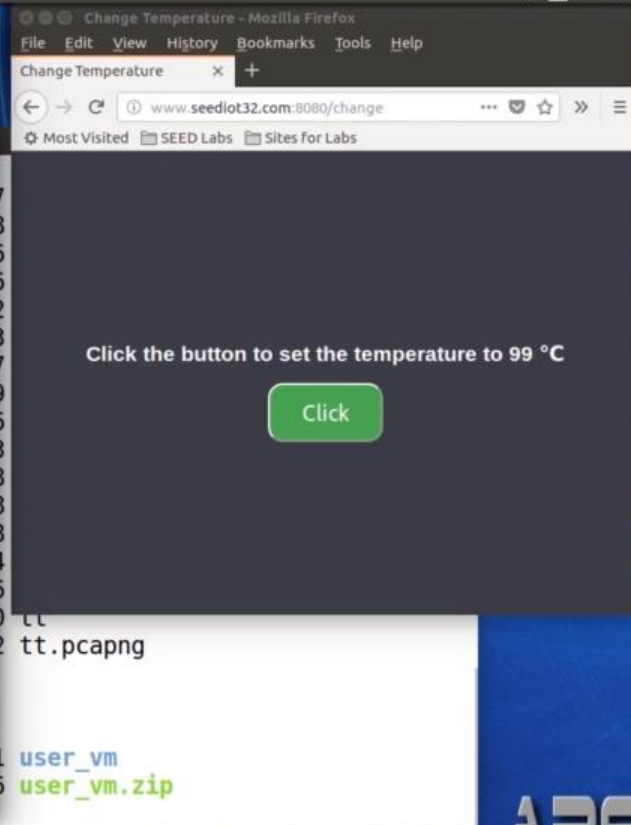 Change Temperature - Mozilla Firefox
File Edit View History Bookmarks Tools Help
Change Temperature × +
www.seediot32.com:8080/change
Most Visited SEED Labs Sites for Labs
Click the button to set the temperature to 99 °C
Click
tt
tt.pcapng
user_vm
user_vm.zip